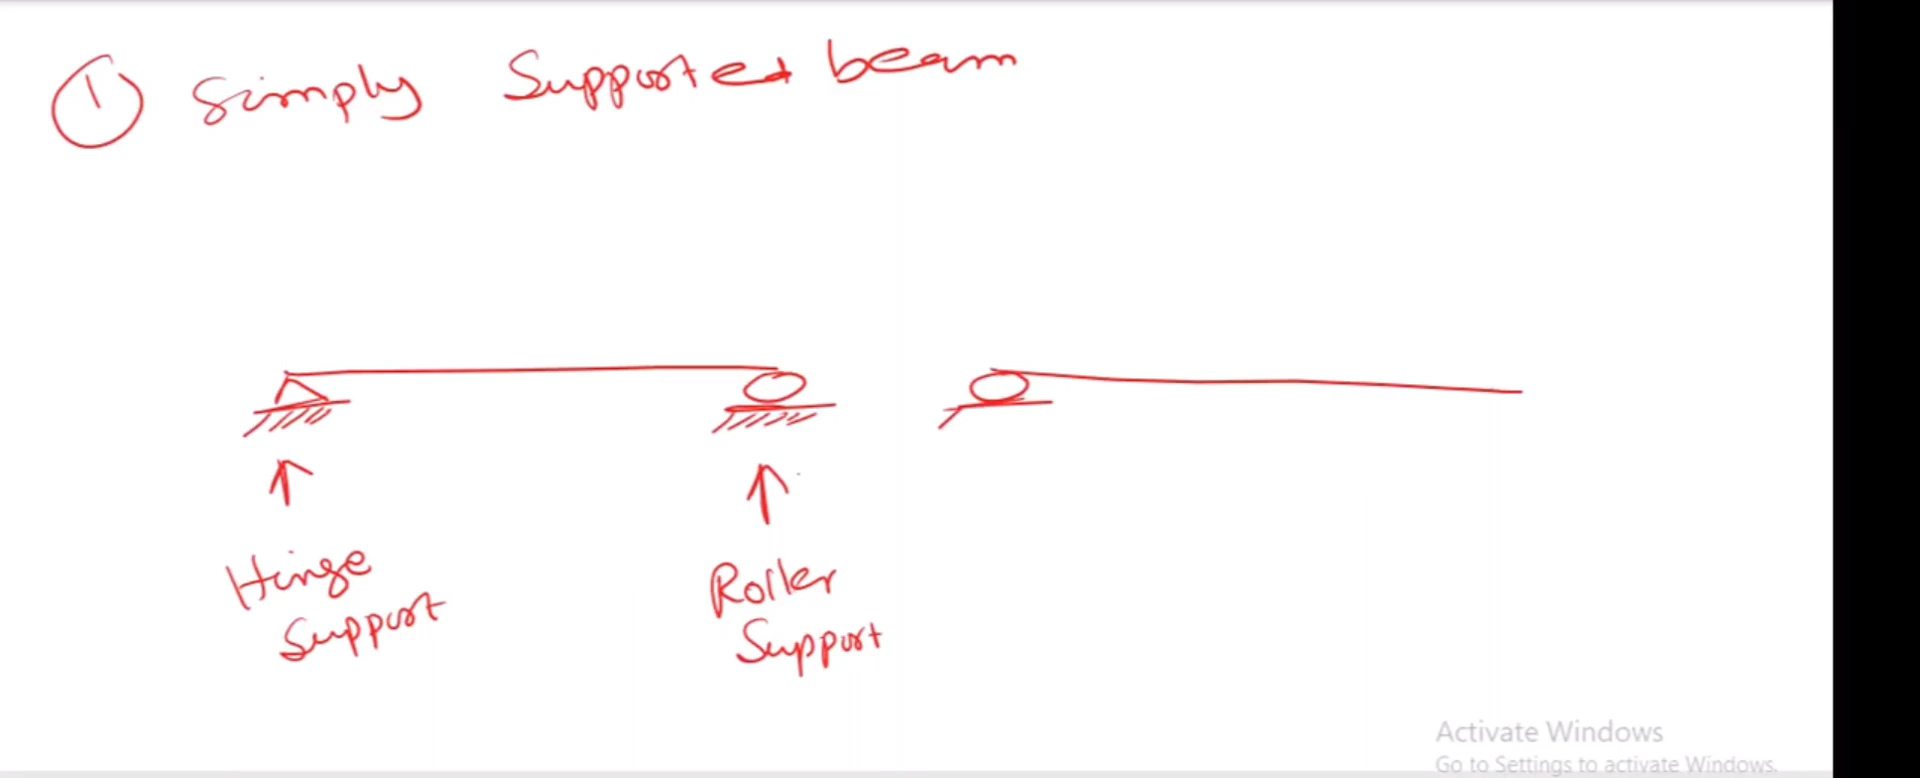 ① Simply Supported beam
Hinge
Support
Roller
Support
Activate Windows
Go to Settings to activate Windows.